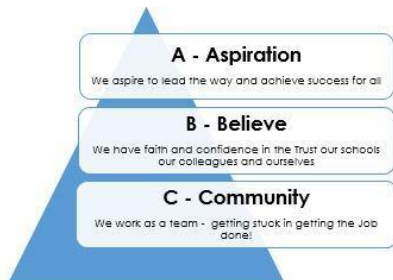 A - Aspiration
We aspire to lead the way and achieve success for all
B - Believe
We have faith and confidence in the Trust our schools
our colleagues and ourselves
C - Community
We work as a team - getting stuck in getting the Job
done!